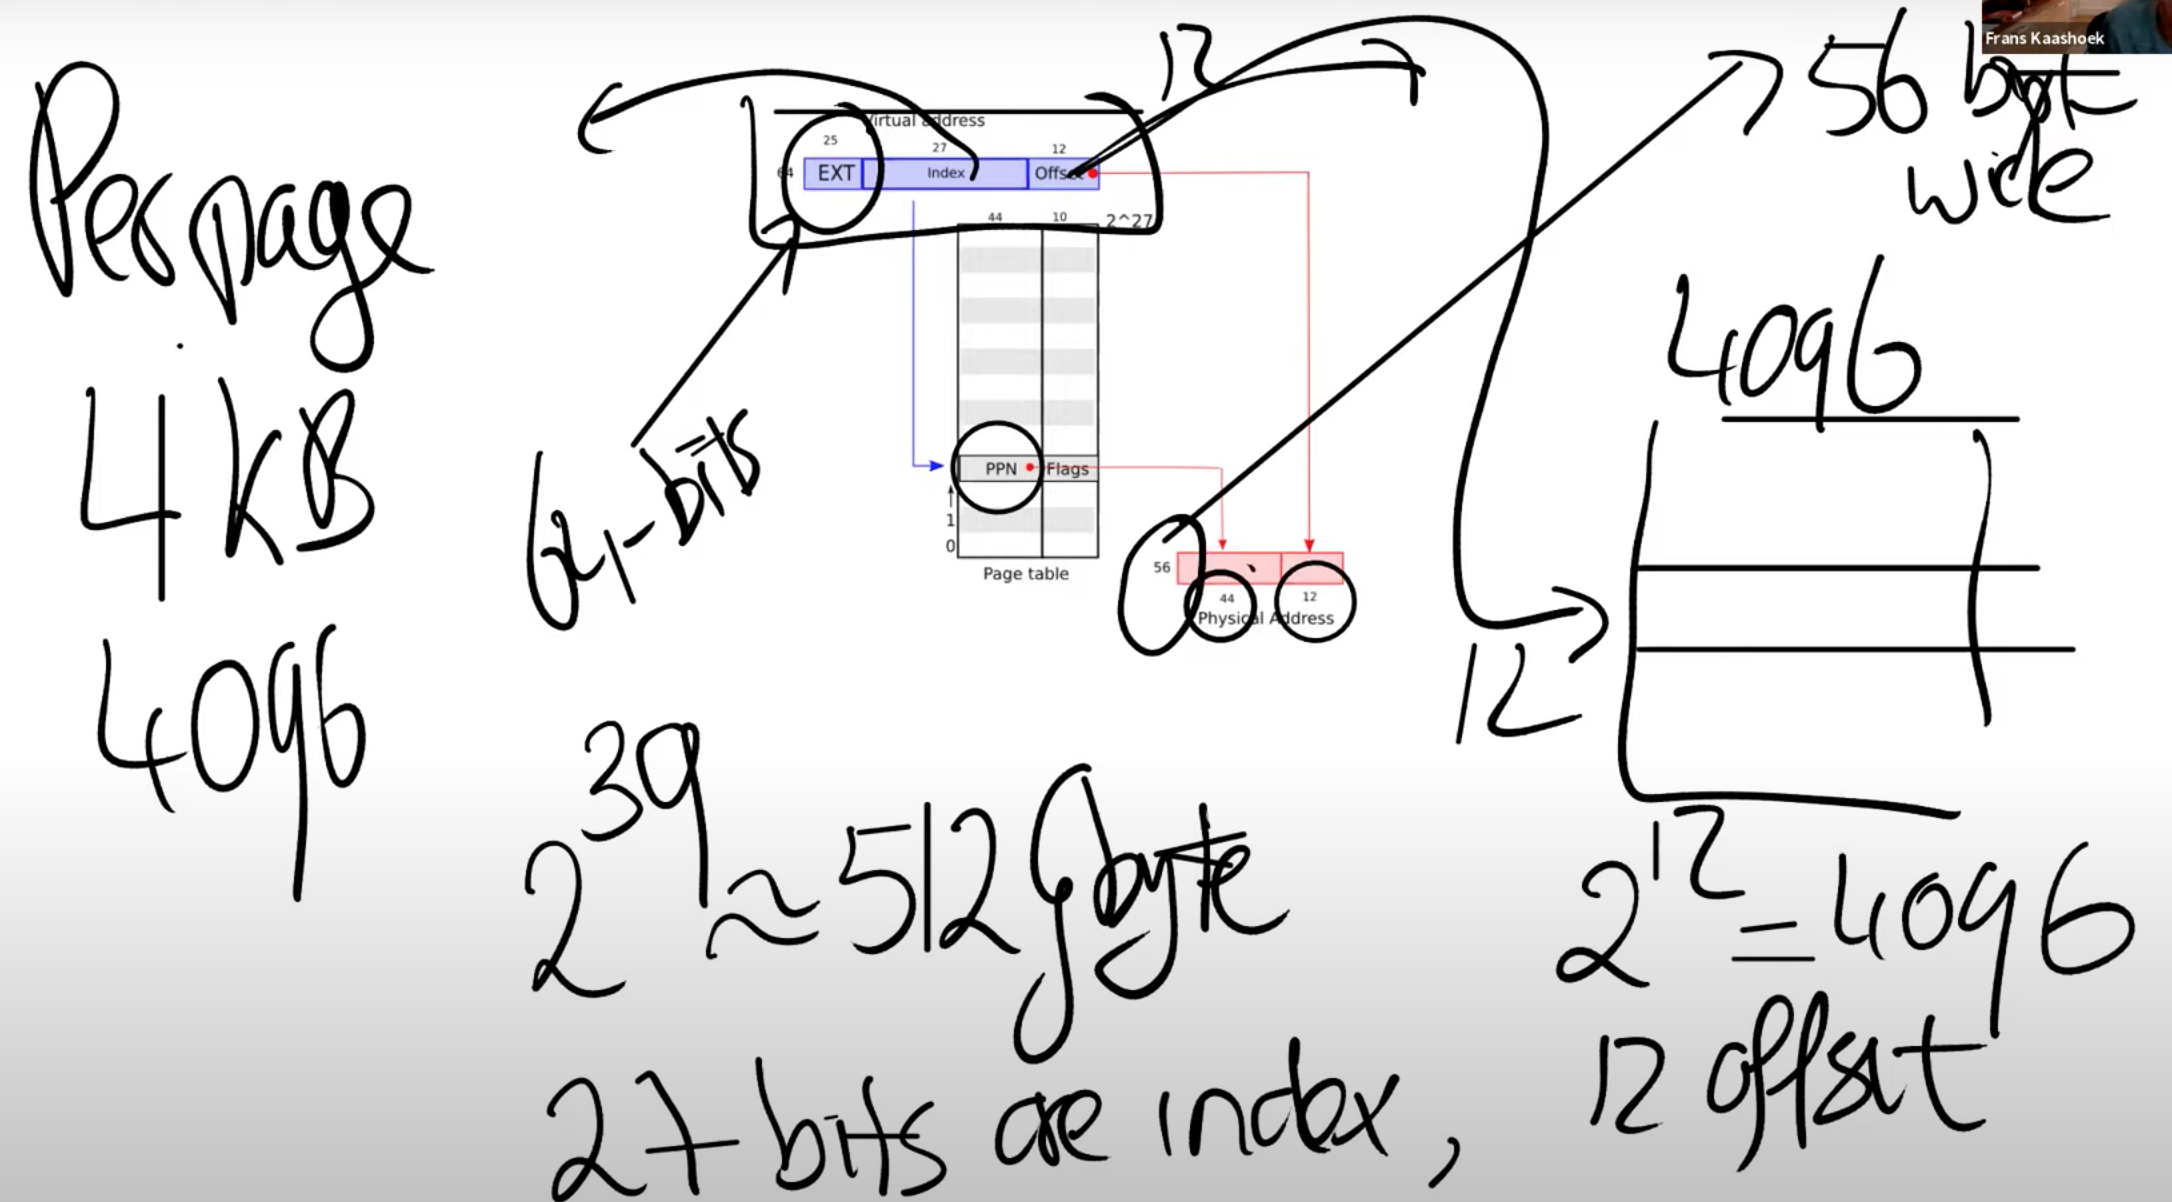 Frans Kaashoek
Per page
4 KB
4096
64-bits
12
Virtual address
25
27
12
64
EXT
Index
Offset
44
10
2^27
PPN
Flags
1
0
Page table
56
44
12
Physical Address
56
wide
4096
12
2^12 = 4096
12 offset
2^39 ≈ 512 Gbyte
27 bits are index,